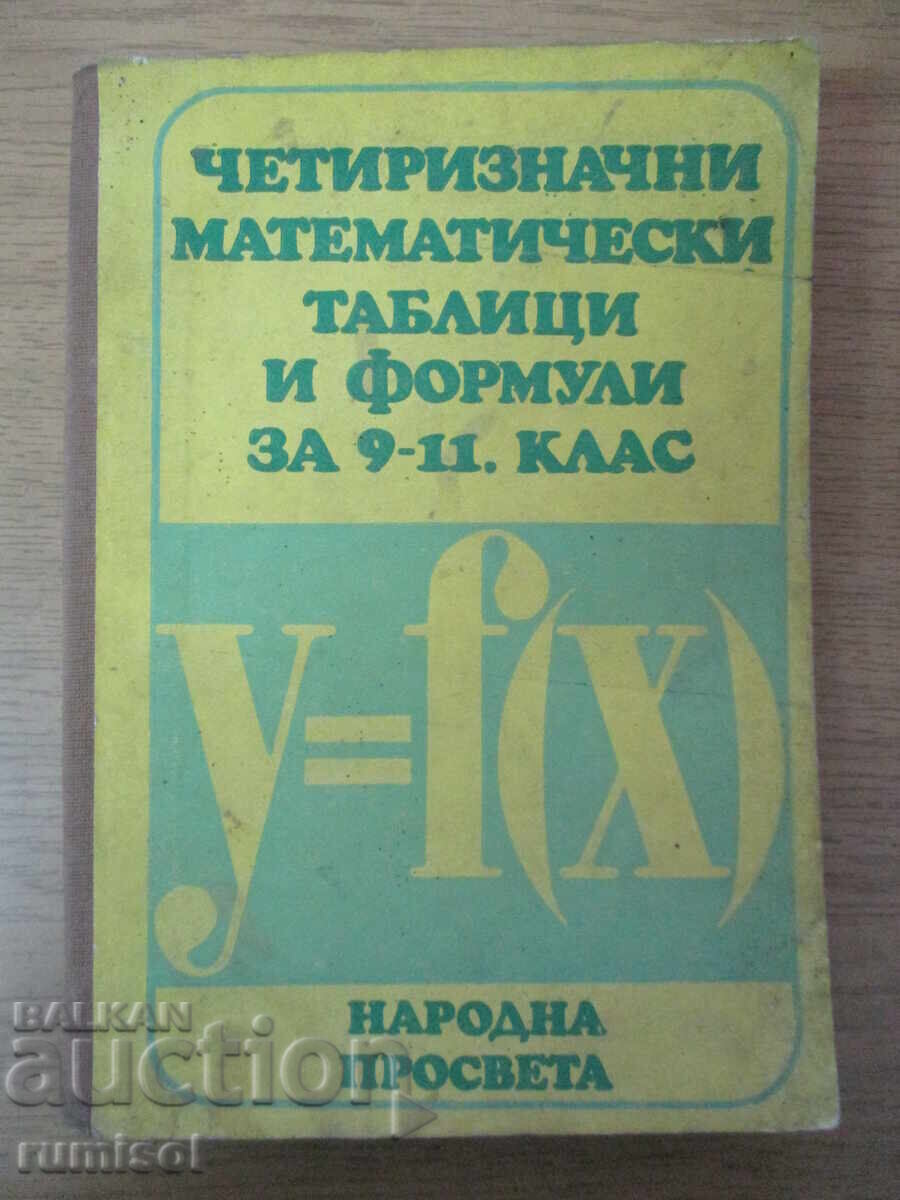 ЧЕТИРИЗНАЧНИ
МАТЕМАТИЧЕСКИ
ТАБЛИЦИ
И ФОРМУЛИ
ЗА 9-11. КЛАС
y=f(x)
НАРОДНА
ПРОСВЕТА
BALKAN
auction
rumisol